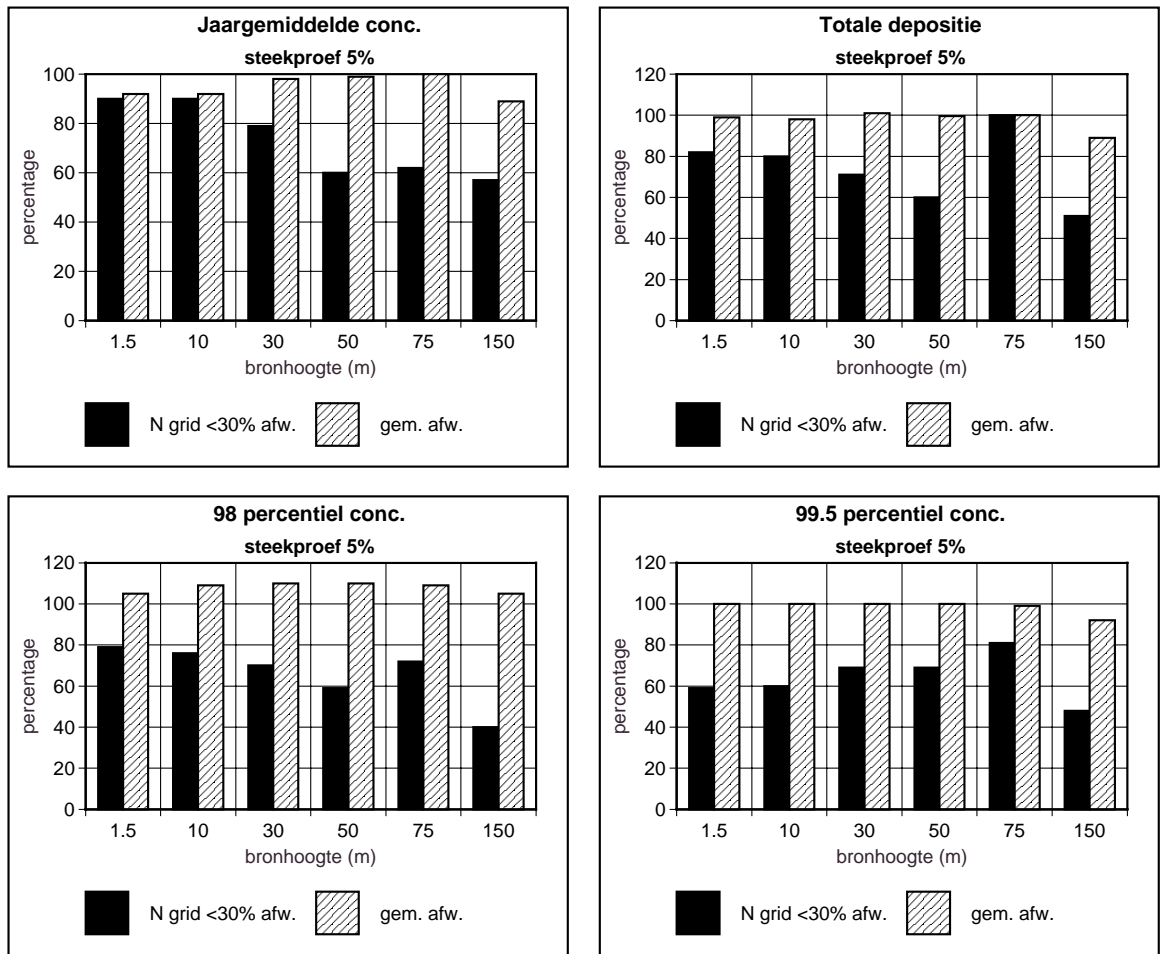 Jaargemiddelde conc.
steekproef 5%
100
80
60
40
20
0
percentage
1.5 10 30 50 75 150
bronhoogte (m)
N grid <30% afw. gem. afw.
Totale depositie
steekproef 5%
120
100
80
60
40
20
0
percentage
1.5 10 30 50 75 150
bronhoogte (m)
N grid <30% afw. gem. afw.
98 percentiel conc.
steekproef 5%
120
100
80
60
40
20
0
percentage
1.5 10 30 50 75 150
bronhoogte (m)
N grid <30% afw. gem. afw.
99.5 percentiel conc.
steekproef 5%
120
100
80
60
40
20
0
percentage
1.5 10 30 50 75 150
bronhoogte (m)
N grid <30% afw. gem. afw.